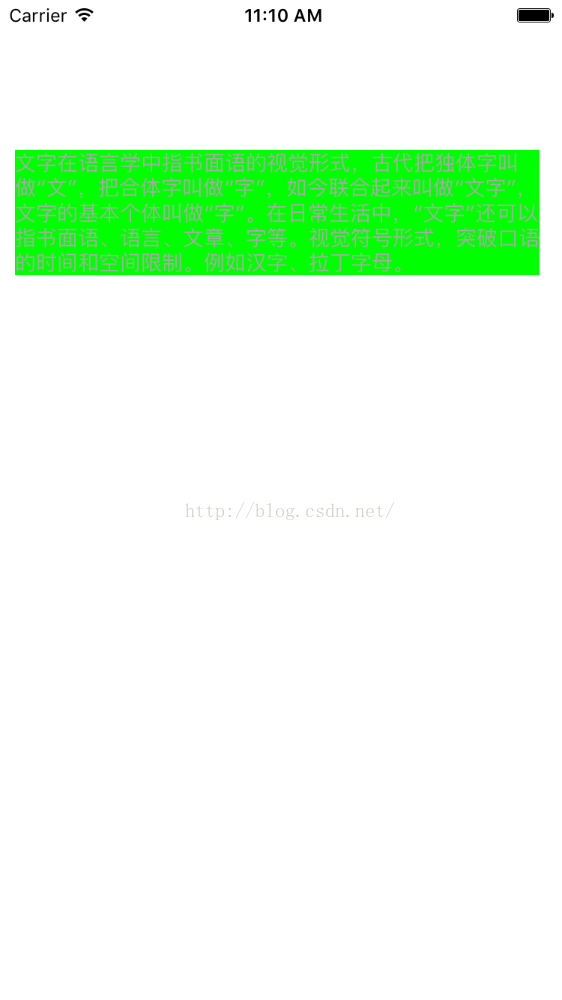 Carrier 11:10 AM
文字在语言学中指书面语的视觉形式，古代把独体字叫
做“文”，把合体字叫做“字”，如今联合起来叫做“文字”，
文字的基本个体叫做“字”。在日常生活中，“文字”还可以
指书面语、语言、文章、字等。视觉符号形式，突破口语
的时间和空间限制。例如汉字、拉丁字母。
http://blog.csdn.net/